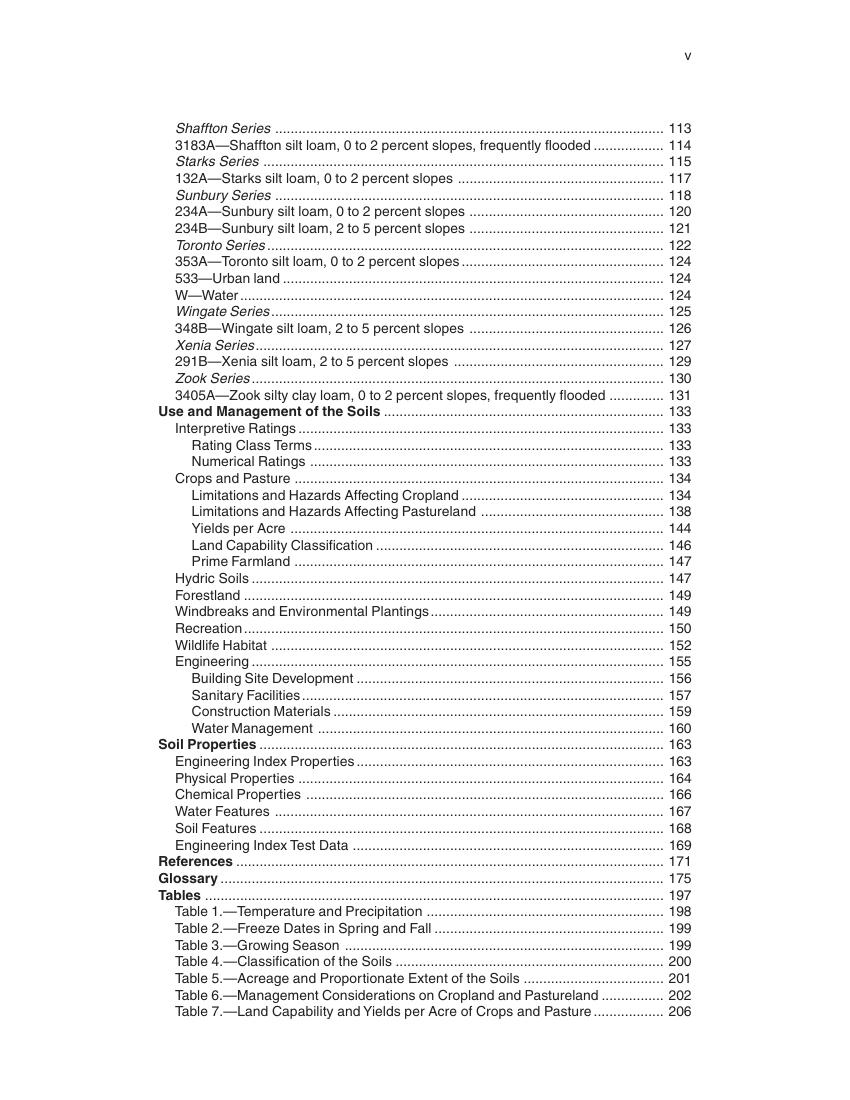 v
Shaffton Series ........ 113
3183A—Shaffton silt loam, 0 to 2 percent slopes, frequently flooded ........ 114
Starks Series ........ 115
132A—Starks silt loam, 0 to 2 percent slopes ........ 117
Sunbury Series ........ 118
234A—Sunbury silt loam, 0 to 2 percent slopes ........ 120
234B—Sunbury silt loam, 2 to 5 percent slopes ........ 121
Toronto Series ........ 122
353A—Toronto silt loam, 0 to 2 percent slopes ........ 124
533—Urban land ........ 124
W—Water ........ 124
Wingate Series ........ 125
348B—Wingate silt loam, 2 to 5 percent slopes ........ 126
Xenia Series ........ 127
291B—Xenia silt loam, 2 to 5 percent slopes ........ 129
Zook Series ........ 130
3405A—Zook silty clay loam, 0 to 2 percent slopes, frequently flooded ........ 131
Use and Management of the Soils ........ 133
Interpretive Ratings ........ 133
Rating Class Terms ........ 133
Numerical Ratings ........ 133
Crops and Pasture ........ 134
Limitations and Hazards Affecting Cropland ........ 134
Limitations and Hazards Affecting Pastureland ........ 138
Yields per Acre ........ 144
Land Capability Classification ........ 146
Prime Farmland ........ 147
Hydric Soils ........ 147
Forestland ........ 149
Windbreaks and Environmental Plantings ........ 149
Recreation ........ 150
Wildlife Habitat ........ 152
Engineering ........ 155
Building Site Development ........ 156
Sanitary Facilities ........ 157
Construction Materials ........ 159
Water Management ........ 160
Soil Properties ........ 163
Engineering Index Properties ........ 163
Physical Properties ........ 164
Chemical Properties ........ 166
Water Features ........ 167
Soil Features ........ 168
Engineering Index Test Data ........ 169
References ........ 171
Glossary ........ 175
Tables ........ 197
Table 1.—Temperature and Precipitation ........ 198
Table 2.—Freeze Dates in Spring and Fall ........ 199
Table 3.—Growing Season ........ 199
Table 4.—Classification of the Soils ........ 200
Table 5.—Acreage and Proportionate Extent of the Soils ........ 201
Table 6.—Management Considerations on Cropland and Pastureland ........ 202
Table 7.—Land Capability and Yields per Acre of Crops and Pasture ........ 206